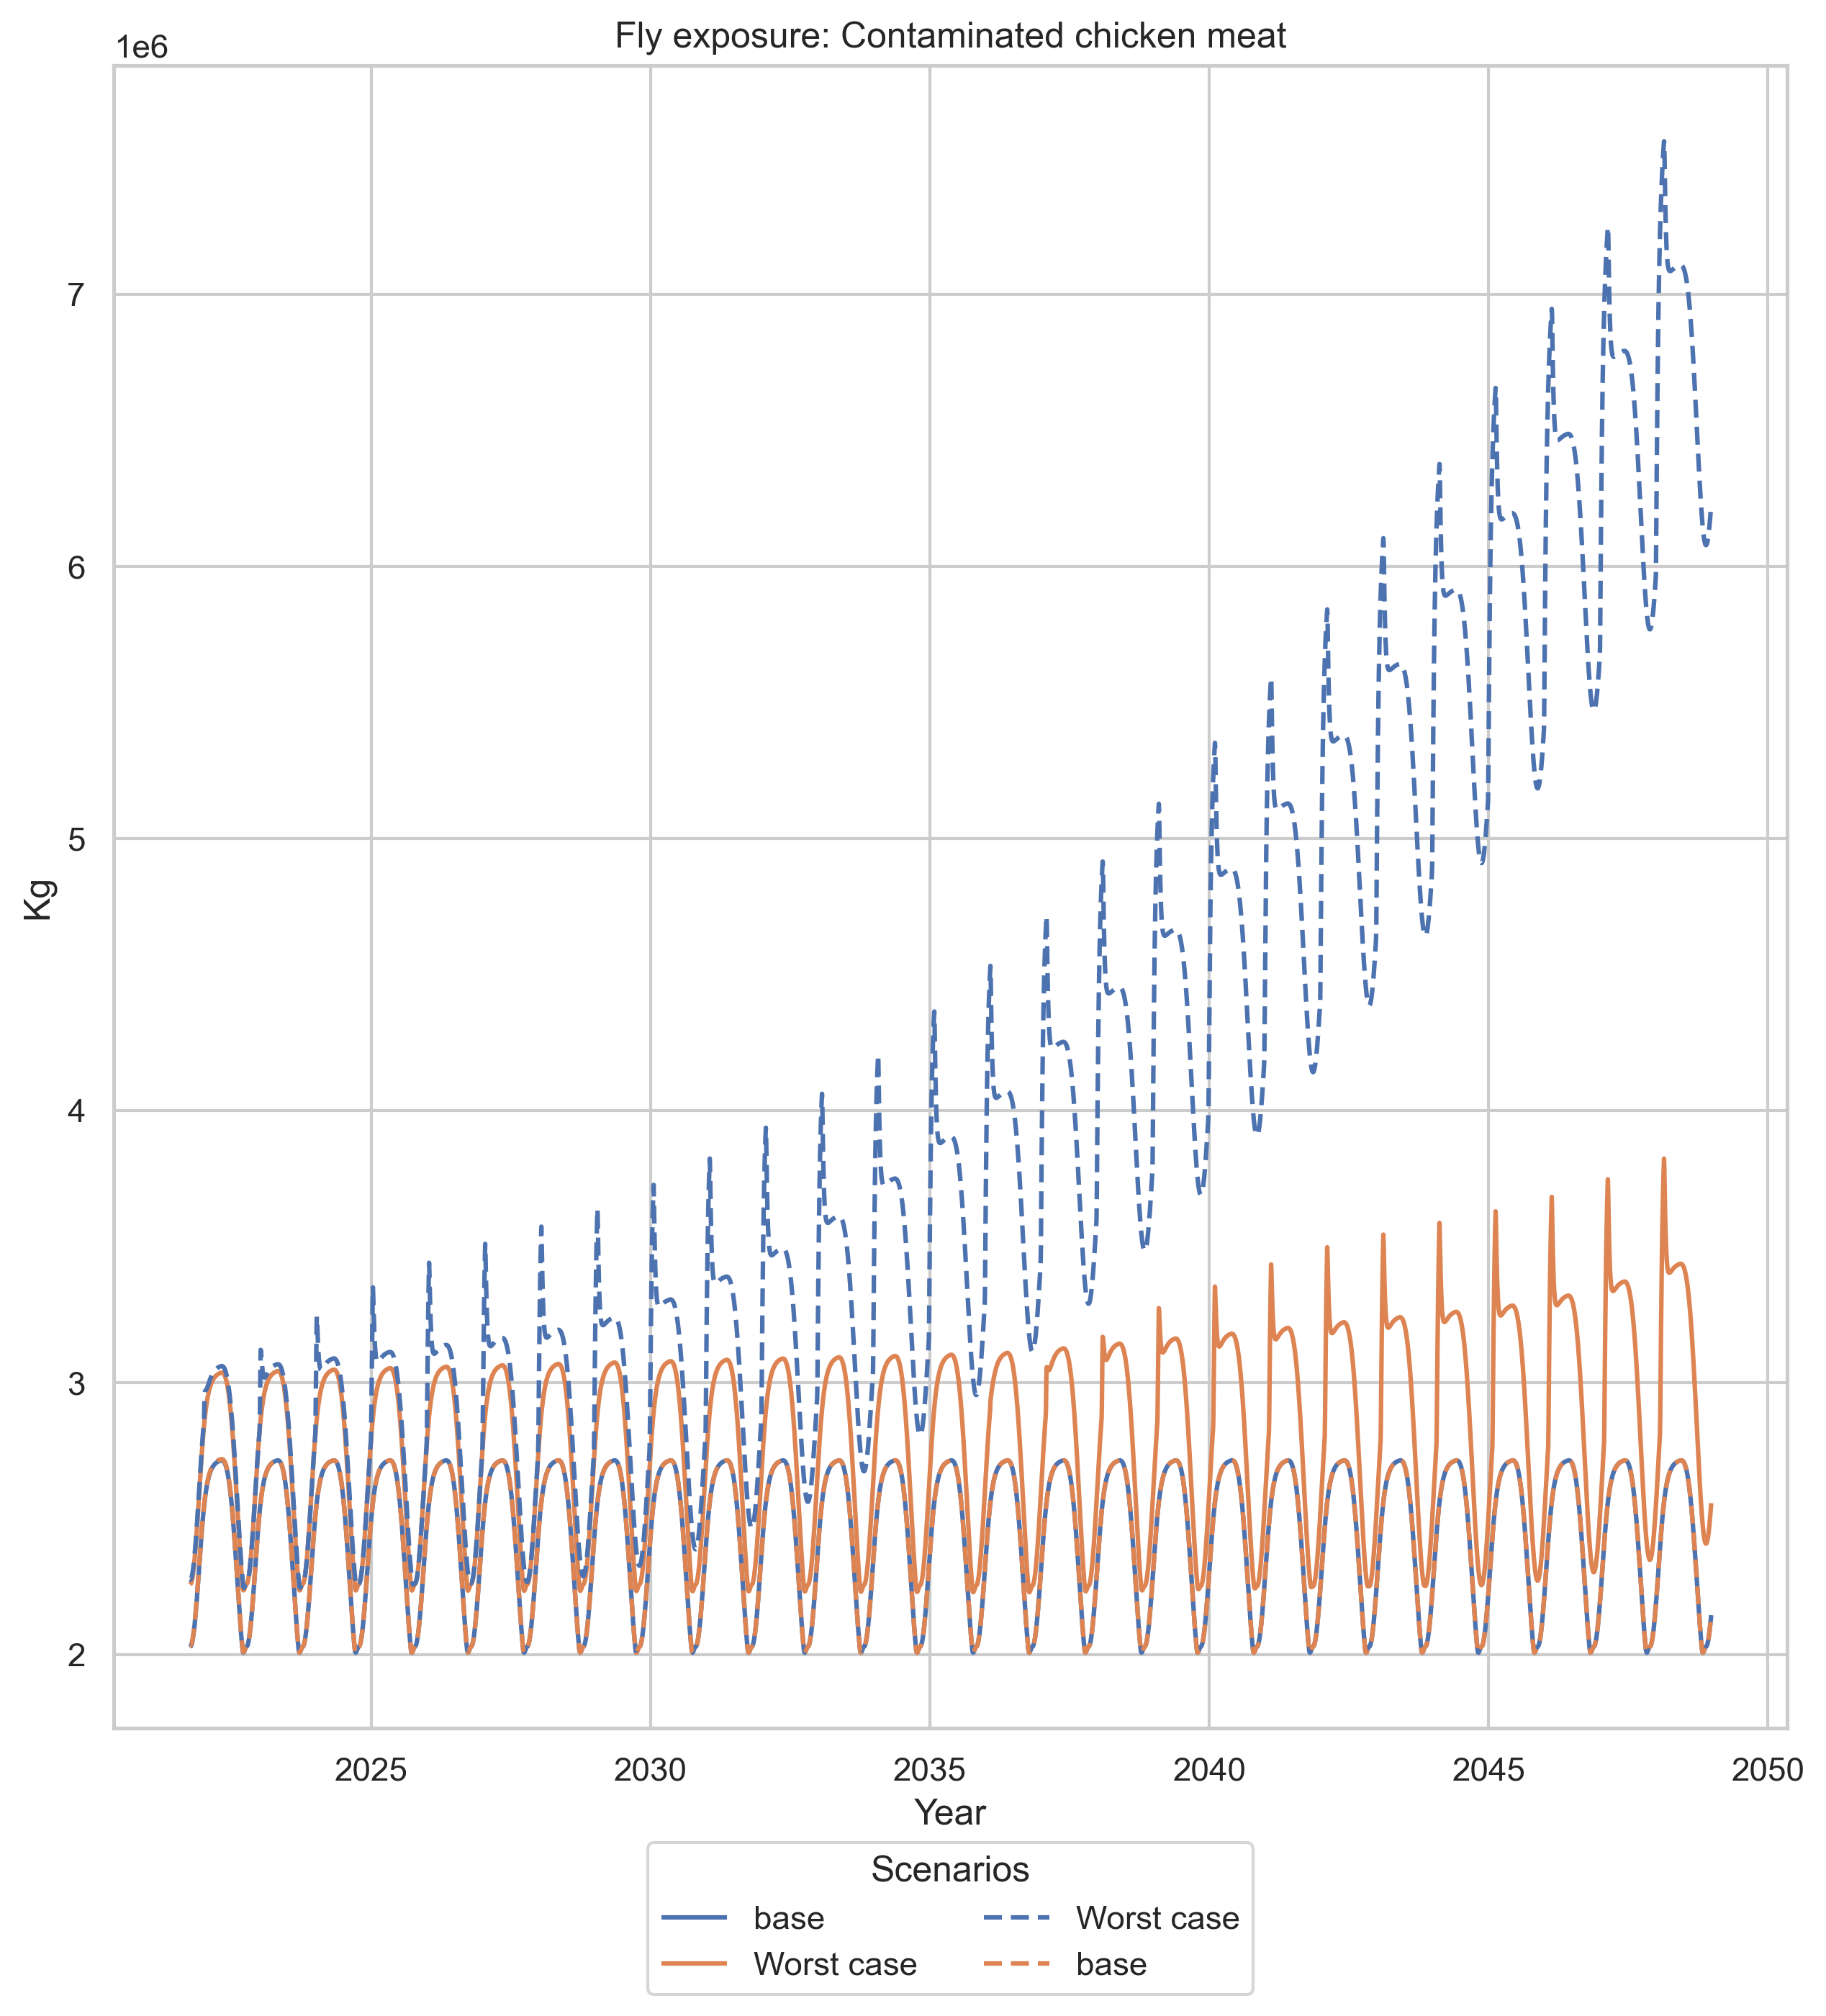 Fly exposure: Contaminated chicken meat
1e6
7
6
5
4
3
2
Kg
2025 2030 2035 2040 2045 2050
Year
Scenarios
base Worst case
Worst case base